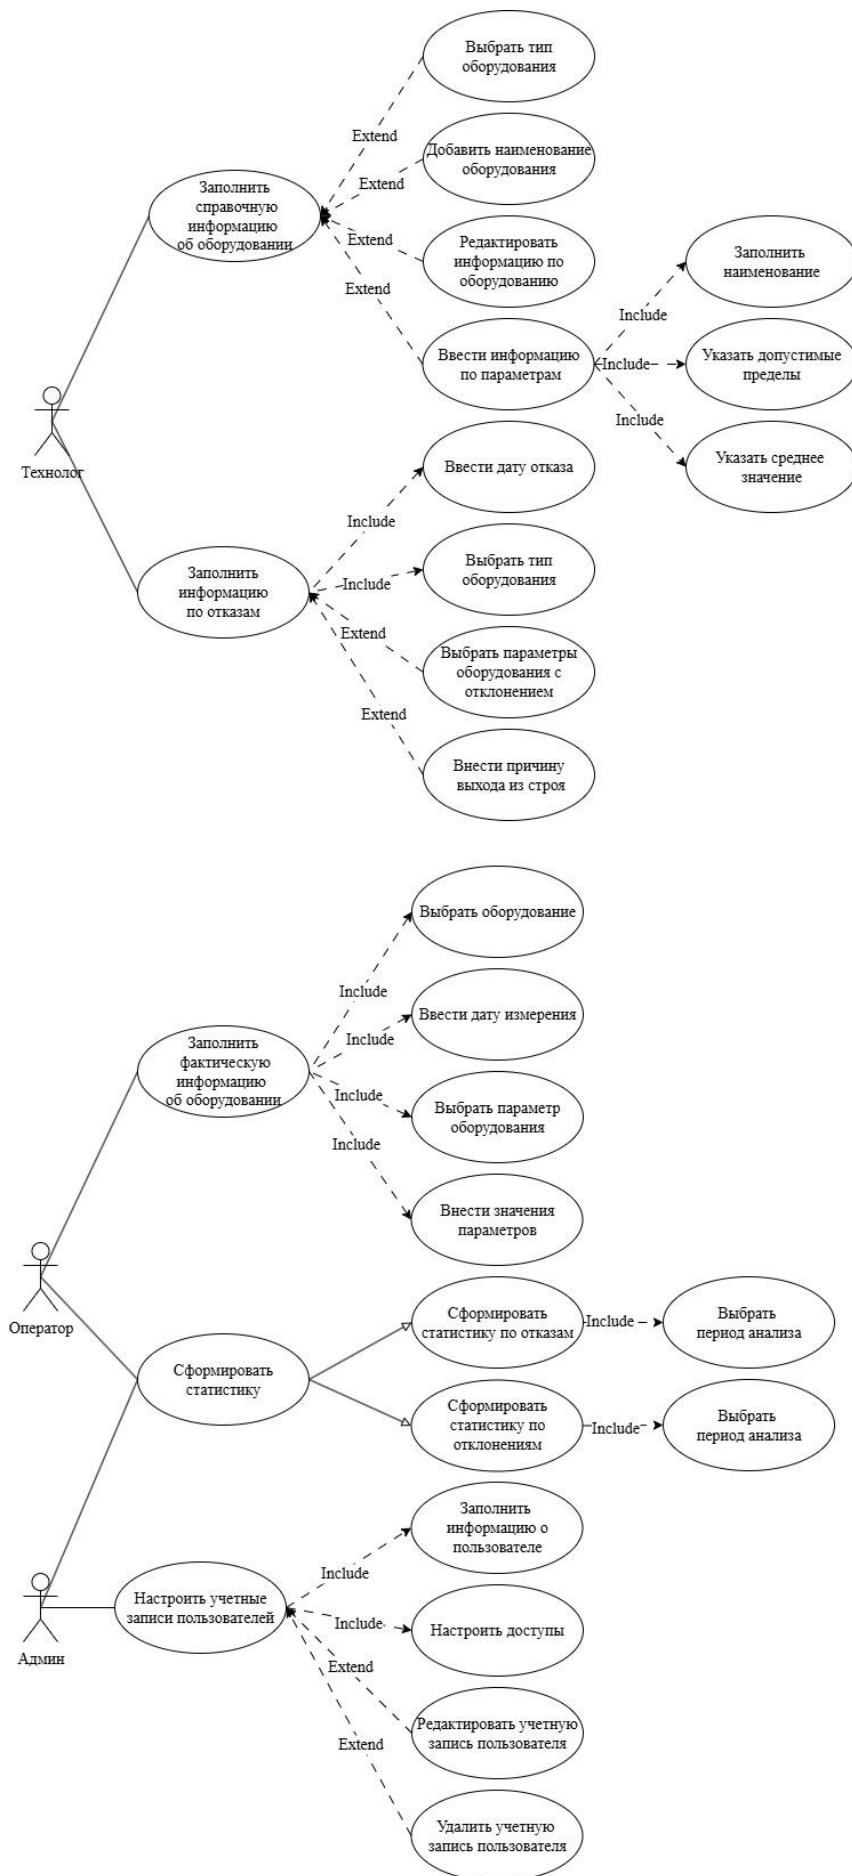 Выбрать тип
оборудования
Extend
Добавить наименование
оборудования
Extend
Заполнить
справочную
информацию
об оборудовании
Extend
Редактировать
информацию по
оборудованию
Заполнить
наименование
Extend
Include
Ввести информацию
по параметрам
Include
Указать допустимые
пределы
Include
Технолог
Ввести дату отказа
Указать среднее
значение
Include
Заполнить
информацию
по отказам
Include
Выбрать тип
оборудования
Extend
Выбрать параметры
оборудования с
отклонением
Extend
Внести причину
выхода из строя
Выбрать оборудование
Include
Ввести дату измерения
Заполнить
фактическую
информацию
об оборудовании
Include
Include
Выбрать параметр
оборудования
Include
Внести значения
параметров
Оператор
Сформировать
статистику по отказам
Include
Выбрать
период анализа
Сформировать
статистику
Сформировать
статистику по
отклонениям
Include
Выбрать
период анализа
Заполнить
информацию о
пользователе
Include
Админ
Настроить учетные
записи пользователей
Include
Настроить доступы
Extend
Редактировать учетную
запись пользователя
Extend
Удалить учетную
запись пользователя